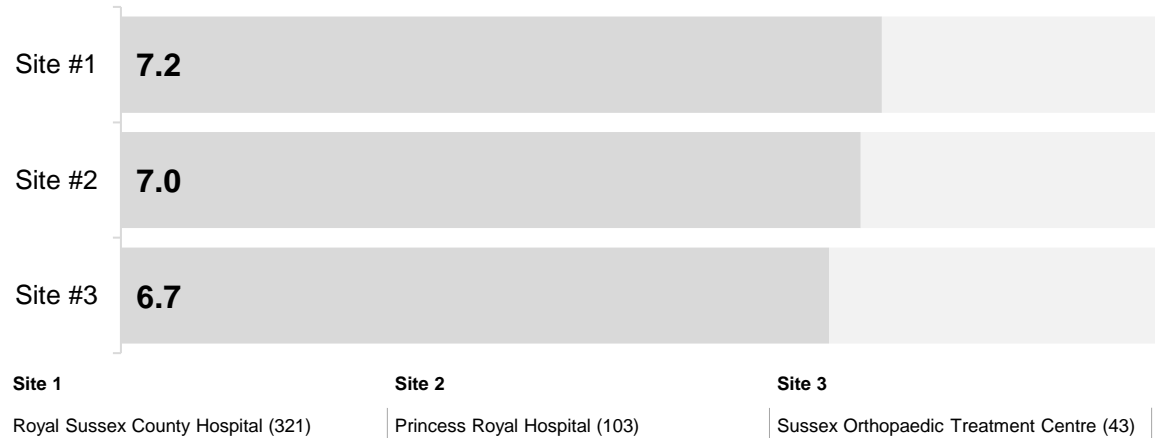 Site #1 7.2
Site #2 7.0
Site #3 6.7
Site 1 Site 2 Site 3
Royal Sussex County Hospital (321) Princess Royal Hospital (103) Sussex Orthopaedic Treatment Centre (43)